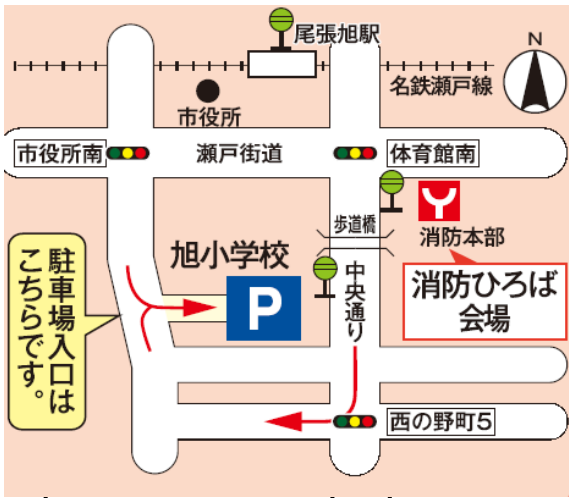 尾張旭駅
N
名鉄瀬戸線
市役所
市役所南
瀬戸街道
体育館南
歩道橋
消防本部
旭小学校
P
中央通り
消防ひろば
会場
駐車場入口は
こちらです。
西の野町5